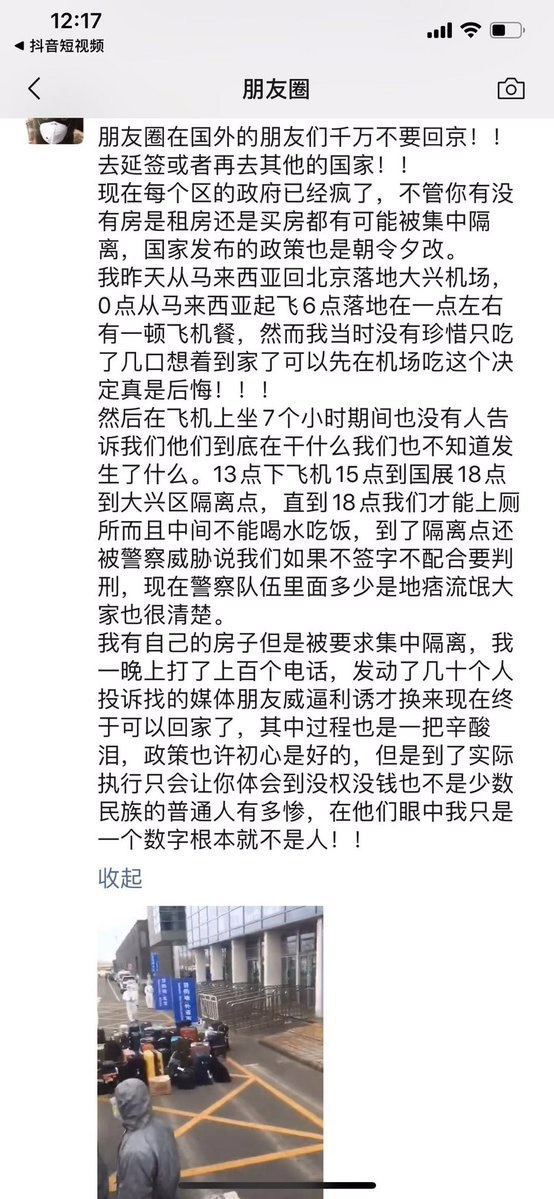 12:17
◀ 抖音短视频
朋友圈
朋友圈在国外的朋友们千万不要回京！！
去延签或者再去其他的国家！！
现在每个区的政府已经疯了，不管你有没
有房是租房还是买房都有可能被集中隔
离，国家发布的政策也是朝令夕改。
我昨天从马来西亚回北京落地大兴机场，
0点从马来西亚起飞6点落地在一点左右
有一顿飞机餐，然而我当时没有珍惜只吃
了几口想着到家了可以先在机场吃这个决
定真是后悔！！！
然后在飞机上坐7个小时期间也没有人告
诉我们他们到底在干什么我们也不知道发
生了什么。13点下飞机15点到国展18点
到大兴区隔离点，直到18点我们才能上厕
所而且中间不能喝水吃饭，到了隔离点还
被警察威胁说我们如果不签字不配合要判
刑，现在警察队伍里面多少是地痞流氓大
家也很清楚。
我有自己的房子但是被要求集中隔离，我
一晚上打了上百个电话，发动了几十个人
投诉找的媒体朋友威逼利诱才换来现在终
于可以回家了，其中过程也是一把辛酸
泪，政策也许初心是好的，但是到了实际
执行只会让你体会到没权没钱也不是少数
民族的普通人有多惨，在他们眼中我只是
一个数字根本就不是人！！
收起